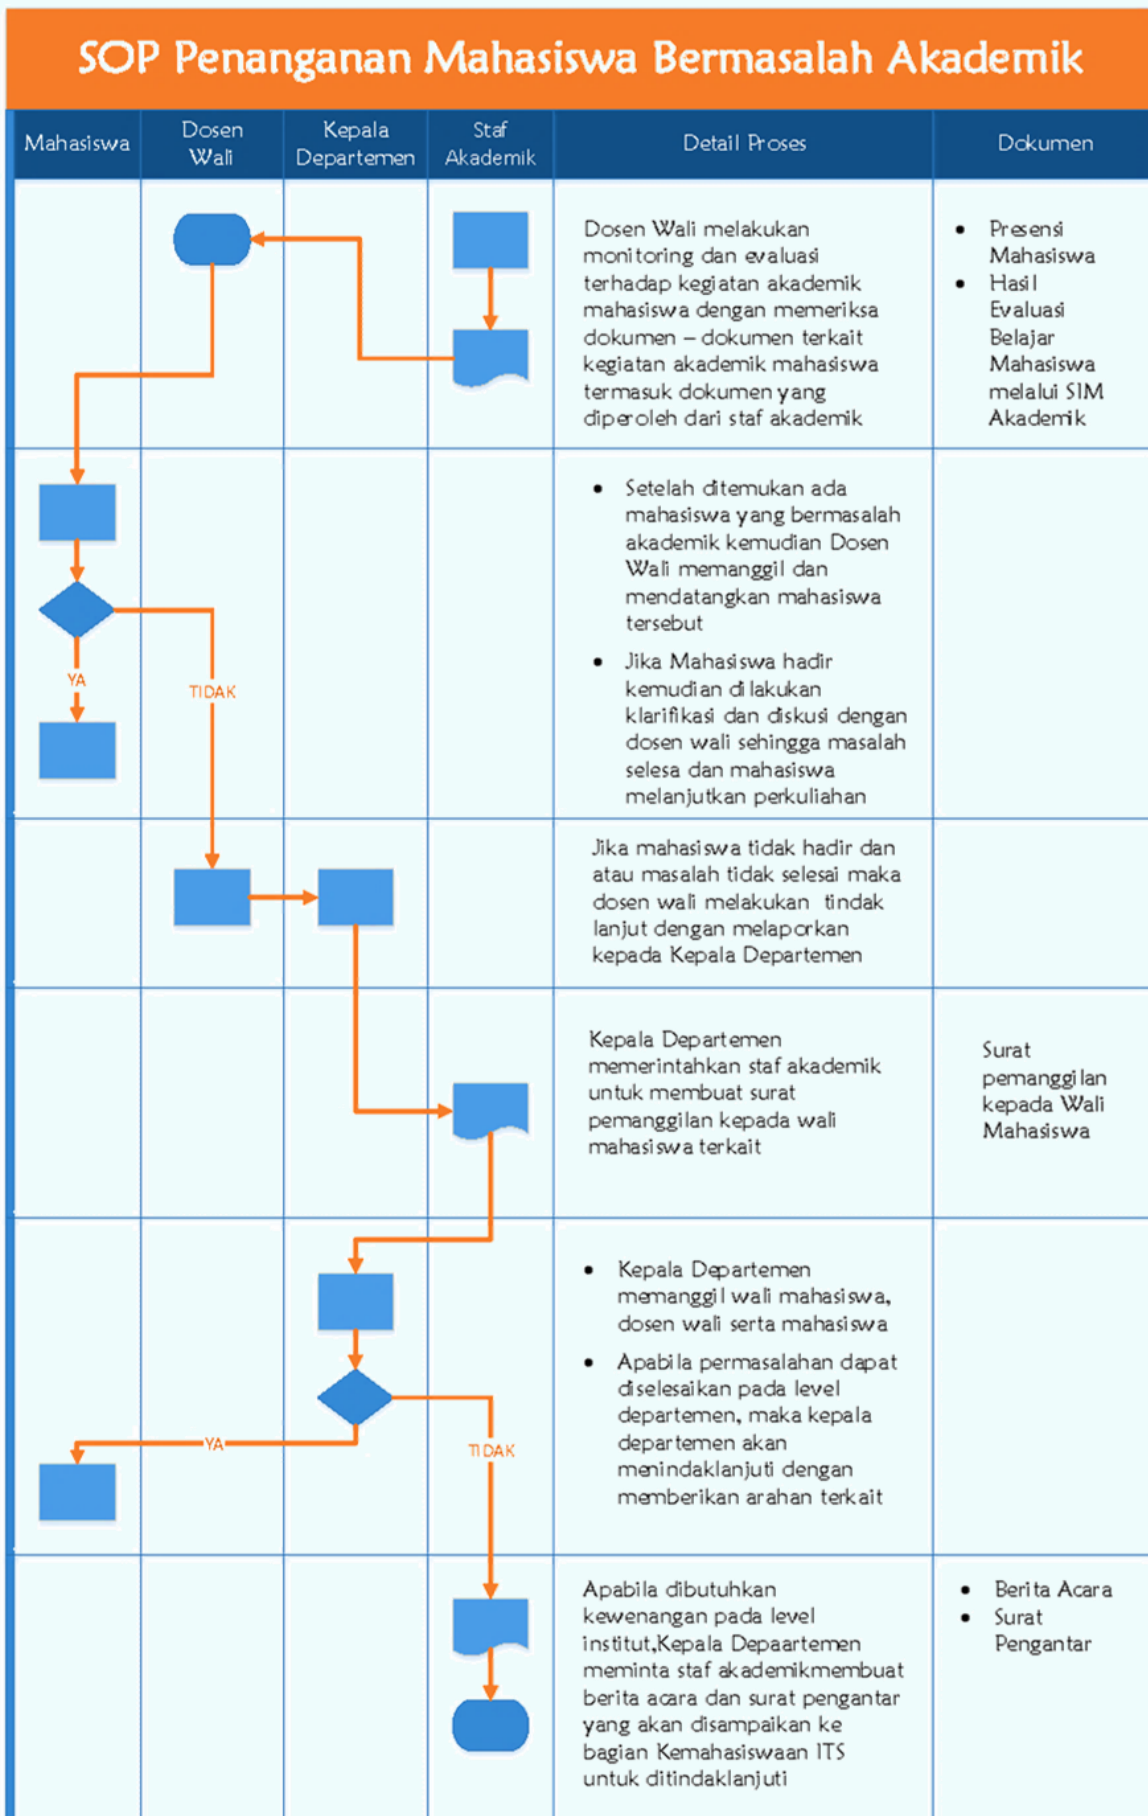 SOP Penanganan Mahasiswa Bermasalah Akademik
Mahasiswa
Dosen
Wali
Kepala
Departemen
Staf
Akademik
Detail Proses
Dokumen
Dosen Wali melakukan
monitoring dan evaluasi
terhadap kegiatan akademik
mahasiswa dengan memeriksa
dokumen – dokumen terkait
kegiatan akademik mahasiswa
termasuk dokumen yang
diperoleh dari staf akademik
• Presensi
Mahasiswa
• Hasil
Evaluasi
Belajar
Mahasiswa
melalui SIM
Akademik
YA
TIDAK
• Setelah ditemukan ada
mahasiswa yang bermasalah
akademik kemudian Dosen
Wali memanggil dan
mendatangkan mahasiswa
tersebut
• Jika Mahasiswa hadir
kemudian dilakukan
klarifikasi dan diskusi dengan
dosen wali sehingga masalah
selesa dan mahasiswa
melanjutkan perkuliahan
Jika mahasiswa tidak hadir dan
atau masalah tidak selesai maka
dosen wali melakukan tindak
lanjut dengan melaporkan
kepada Kepala Departemen
Kepala Departemen
memerintahkan staf akademik
untuk membuat surat
pemanggilan kepada wali
mahasiswa terkait
Surat
pemanggilan
kepada Wali
Mahasiswa
YA
TIDAK
• Kepala Departemen
memanggil wali mahasiswa,
dosen wali serta mahasiswa
• Apabila permasalahan dapat
diselesaikan pada level
departemen, maka kepala
departemen akan
menindaklanjuti dengan
memberikan arahan terkait
Apabila dibutuhkan
kewenangan pada level
institut,Kepala Depaartemen
meminta staf akademikmembuat
berita acara dan surat pengantar
yang akan disampaikan ke
bagian Kemahasiswaan ITS
untuk ditindaklanjuti
• Berita Acara
• Surat
Pengantar